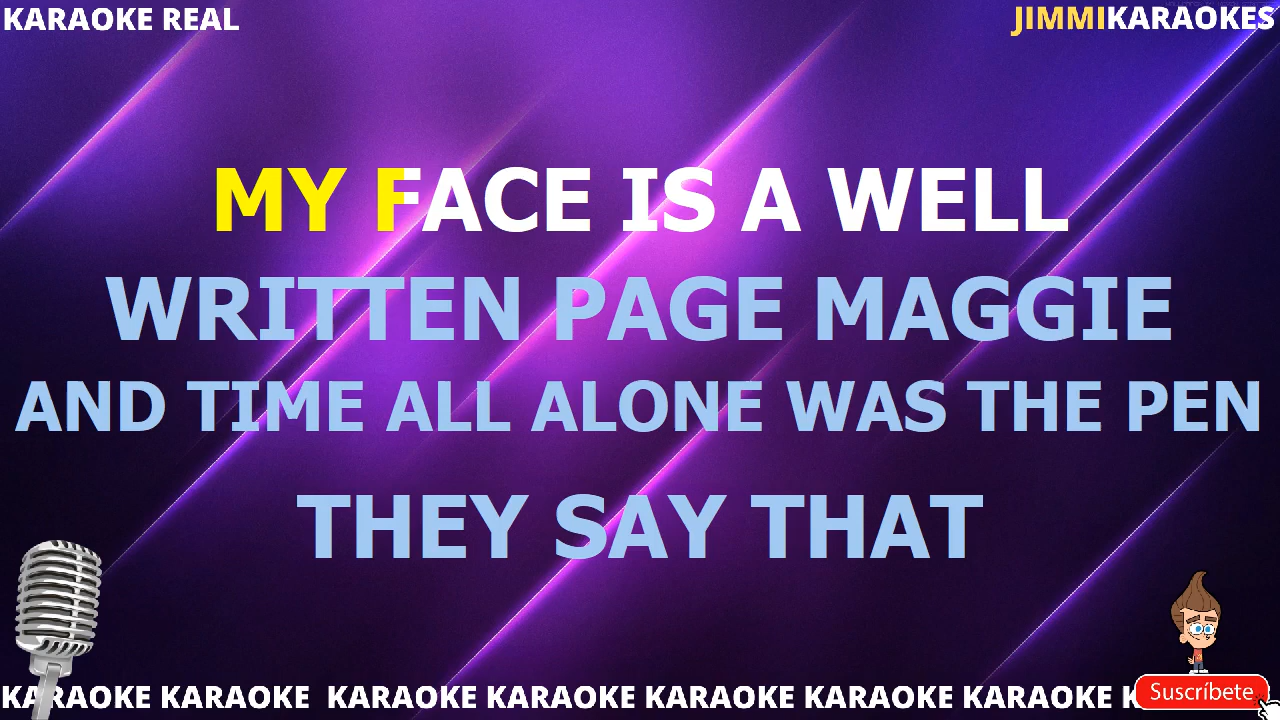 KARAOKE REAL
JIMMIKARAOKES
MY FACE IS A WELL
WRITTEN PAGE MAGGIE
AND TIME ALL ALONE WAS THE PEN
THEY SAY THAT
KARAOKE KARAOKE KARAOKE KARAOKE KARAOKE KARAOKE KARAOKE
Suscríbete